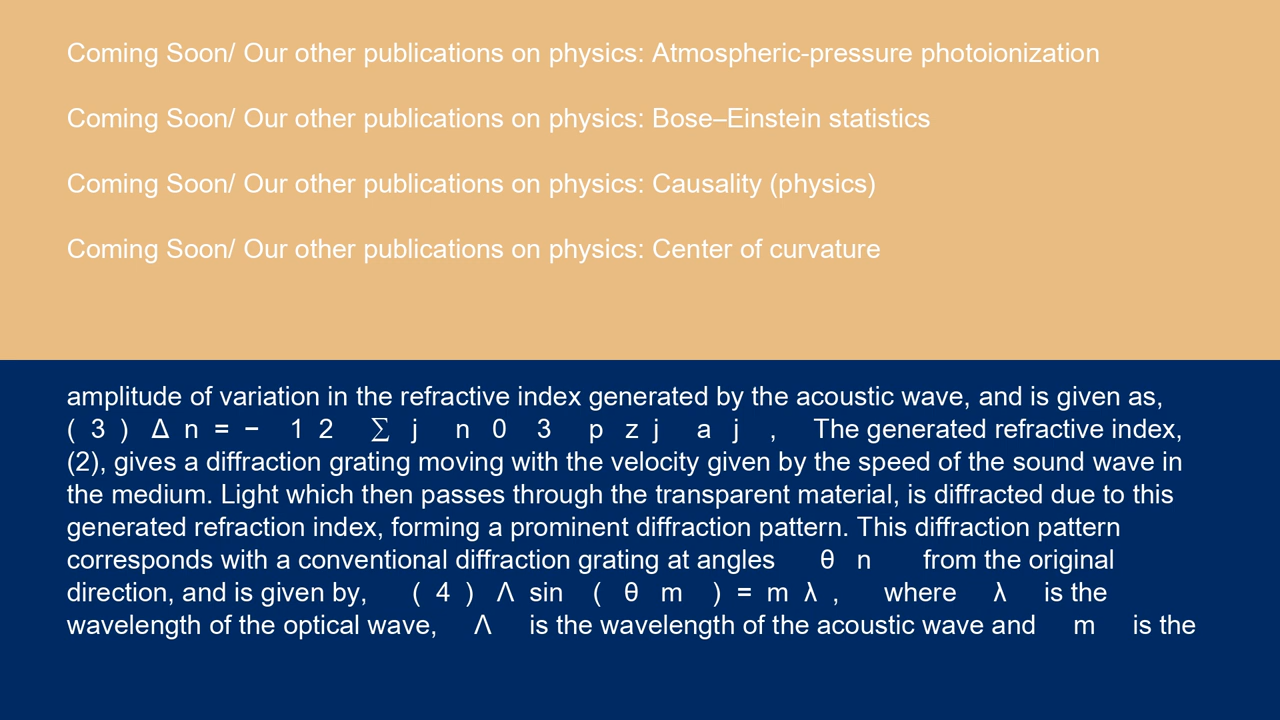 Coming Soon/ Our other publications on physics: Atmospheric-pressure photoionization
Coming Soon/ Our other publications on physics: Bose–Einstein statistics
Coming Soon/ Our other publications on physics: Causality (physics)
Coming Soon/ Our other publications on physics: Center of curvature
amplitude of variation in the refractive index generated by the acoustic wave, and is given as,
( 3 ) Δ n = − 1 2 ∑ j n 0 3 p z j a j , The generated refractive index,
(2), gives a diffraction grating moving with the velocity given by the speed of the sound wave in
the medium. Light which then passes through the transparent material, is diffracted due to this
generated refraction index, forming a prominent diffraction pattern. This diffraction pattern
corresponds with a conventional diffraction grating at angles θ n from the original
direction, and is given by, ( 4 ) Λ sin ( θ m ) = m λ , where λ is the
wavelength of the optical wave, Λ is the wavelength of the acoustic wave and m is the